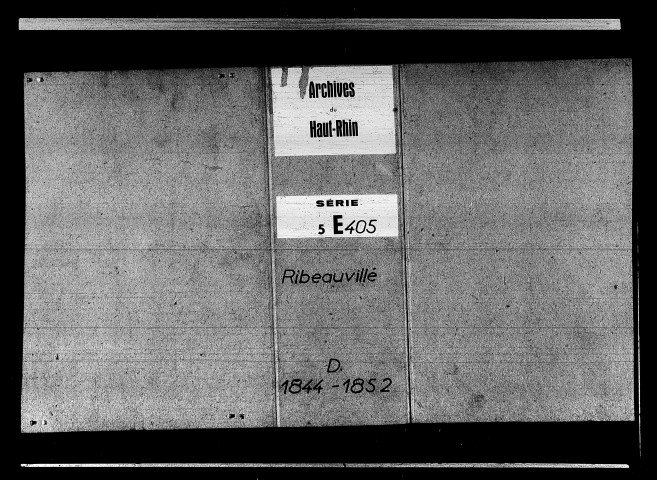 Archives
du
Haut-Rhin
SÉRIE
5 E405
Ribeauvillé
D.
1844-1852